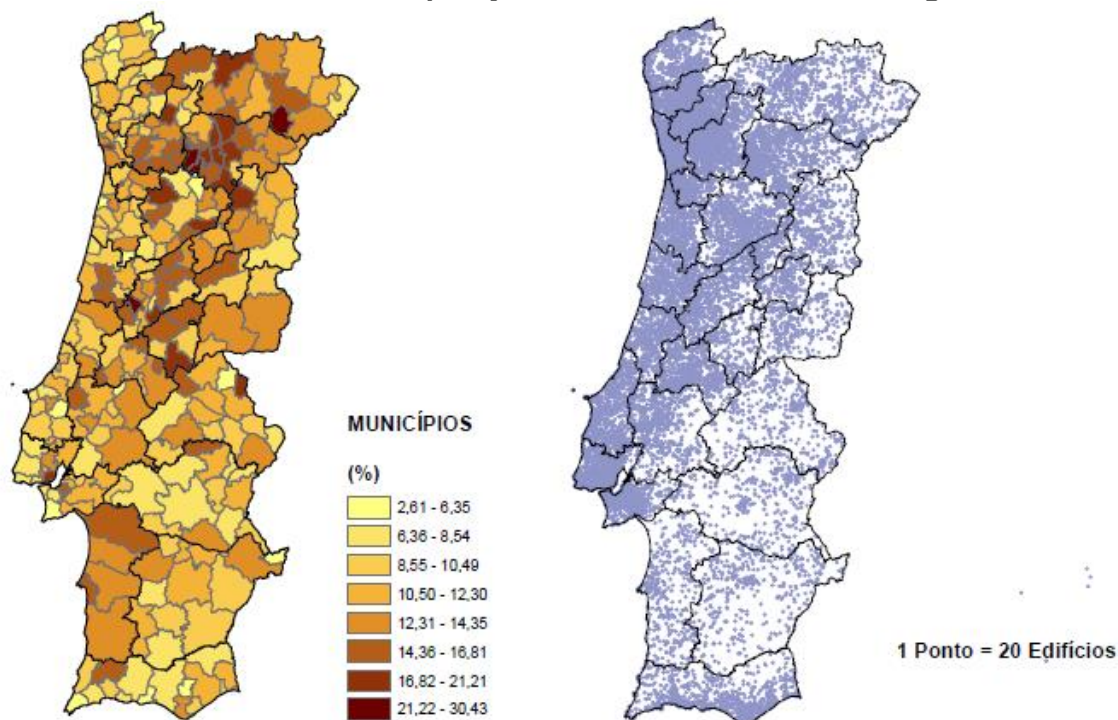 MUNICÍPIOS
(%)
2,61 - 6,35
6,36 - 8,54
8,55 - 10,49
10,50 - 12,30
12,31 - 14,35
14,36 - 16,81
16,82 - 21,21
21,22 - 30,43
1 Ponto = 20 Edifícios